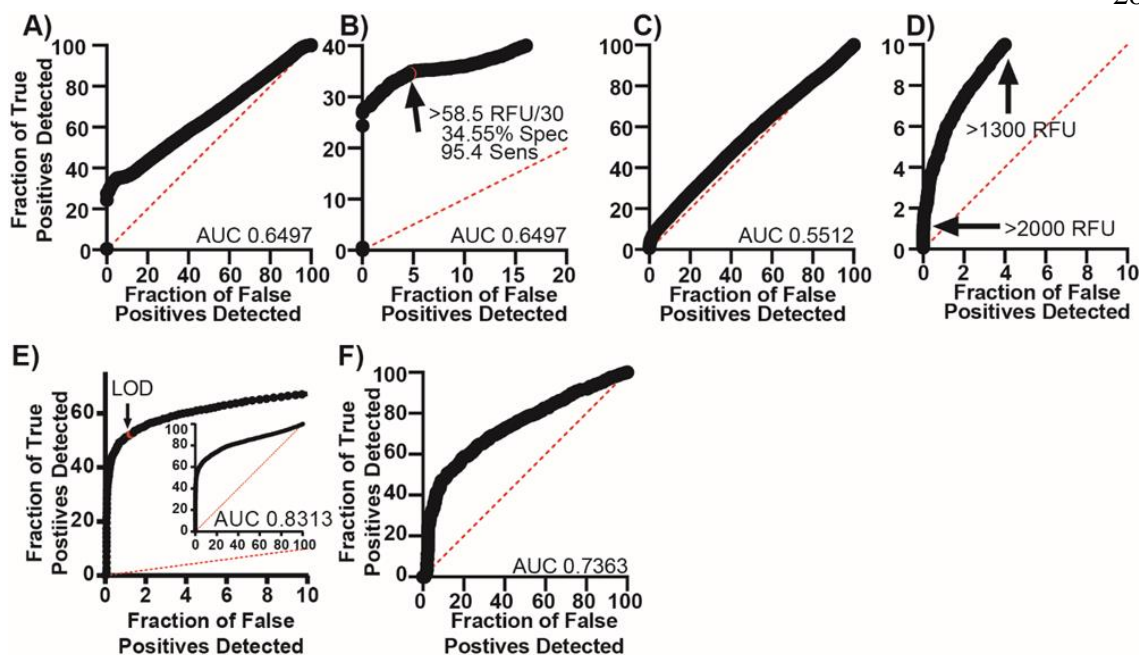 A)
B)
C)
D)
Fraction of True
Positives Detected
100
80
60
40
20
0
AUC 0.6497
0 20 40 60 80 100
Fraction of False
Positives Detected
40
30
20
10
0
>58.5 RFU/30
34.55% Spec
95.4 Sens
AUC 0.6497
0 5 10 15 20
Fraction of False
Positives Detected
100
80
60
40
20
0
AUC 0.5512
0 20 40 60 80 100
Fraction of False
Positives Detected
10
8
6
4
2
0
>1300 RFU
>2000 RFU
0 2 4 6 8 10
Fraction of False
Positives Detected
E)
F)
Fraction of True
Postiives Detected
60
40
20
0
LOD
100
80
60
40
20
0
AUC 0.8313
0 20 40 60 80 100
0 2 4 6 8 10
Fraction of False
Postives Detected
Fraction of True
Positives Detected
100
80
60
40
20
0
AUC 0.7363
0 20 40 60 80 100
Fraction of False
Postives Detected